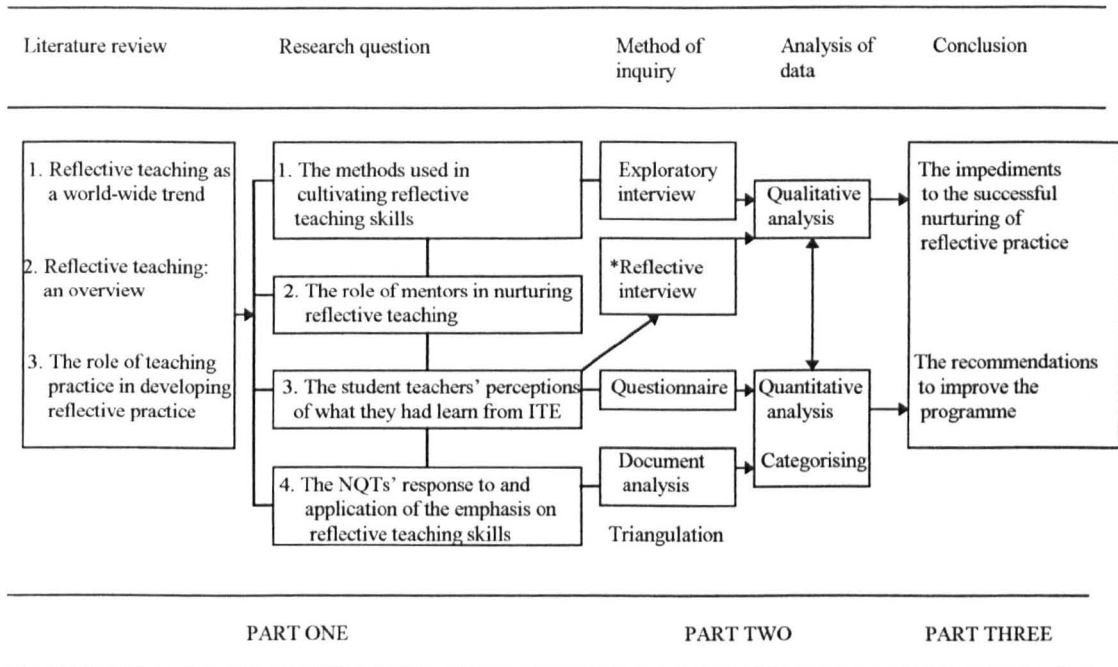 Literature review
Research question
Method of
inquiry
Analysis of
data
Conclusion
1. Reflective teaching as
a world-wide trend
2. Reflective teaching:
an overview
3. The role of teaching
practice in developing
reflective practice
1. The methods used in
cultivating reflective
teaching skills
2. The role of mentors in nurturing
reflective teaching
3. The student teachers' perceptions
of what they had learn from ITE
4. The NQTs' response to and
application of the emphasis on
reflective teaching skills
Exploratory
interview
*Reflective
interview
Questionnaire
Document
analysis
Triangulation
Qualitative
analysis
Quantitative
analysis
Categorising
The impediments
to the successful
nurturing of
reflective practice
The recommendations
to improve the
programme
PART ONE
PART TWO
PART THREE